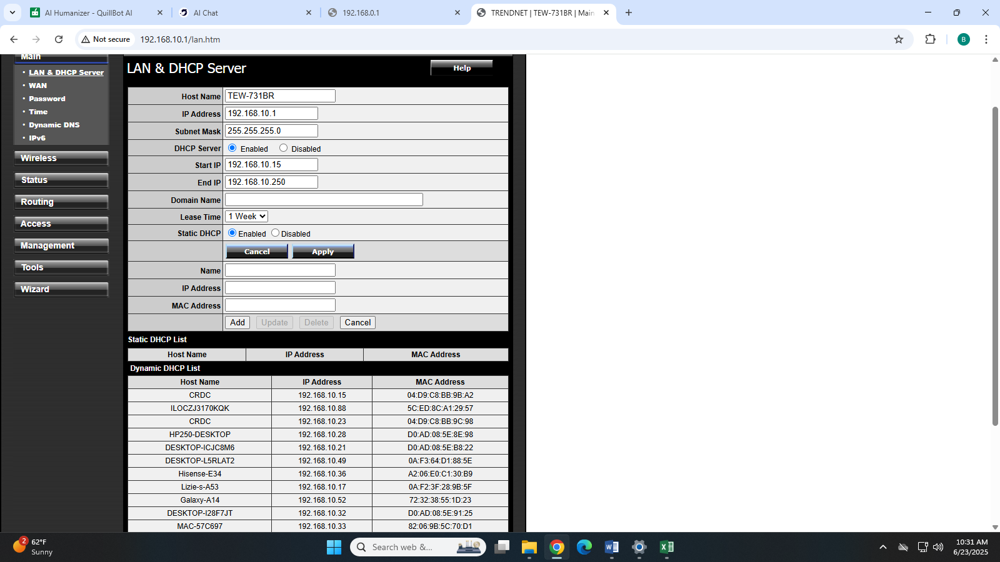 AI Humanizer - QuillBot AI
AI Chat
192.168.0.1
TRENDNET | TEW-731BR | Main
Not secure
192.168.10.1/lan.htm
B
Main
LAN & DHCP Server
WAN
Password
Time
Dynamic DNS
IPv6
Wireless
Status
Routing
Access
Management
Tools
Wizard
LAN & DHCP Server
Help
Host Name TEW-731BR
IP Address 192.168.10.1
Subnet Mask 255.255.255.0
DHCP Server Enabled Disabled
Start IP 192.168.10.15
End IP 192.168.10.250
Domain Name
Lease Time 1 Week
Static DHCP Enabled Disabled
Cancel Apply
Name
IP Address
MAC Address
Add Update Delete Cancel
Static DHCP List
Host Name IP Address MAC Address
Dynamic DHCP List
Host Name IP Address MAC Address
CRDC 192.168.10.15 04:D9:C8:BB:9B:A2
ILOCZJ3170KQK 192.168.10.88 5C:ED:8C:A1:29:57
CRDC 192.168.10.23 04:D9:C8:BB:9C:98
HP250-DESKTOP 192.168.10.28 D0:AD:08:5E:8E:98
DESKTOP-ICJC8M6 192.168.10.21 D0:AD:08:5E:B8:22
DESKTOP-L5RLAT2 192.168.10.49 0A:F3:64:D1:88:5E
Hisense-E34 192.168.10.36 A2:06:E0:C1:30:B9
Lizie-s-A53 192.168.10.17 0A:F2:3F:28:9B:5F
Galaxy-A14 192.168.10.52 72:32:38:55:1D:23
DESKTOP-I28F7JT 192.168.10.32 D0:AD:08:5E:91:25
MAC-57C697 192.168.10.33 82:06:9B:5C:70:D1
2
62°F
Sunny
Search web &...
10:31 AM
6/23/2025